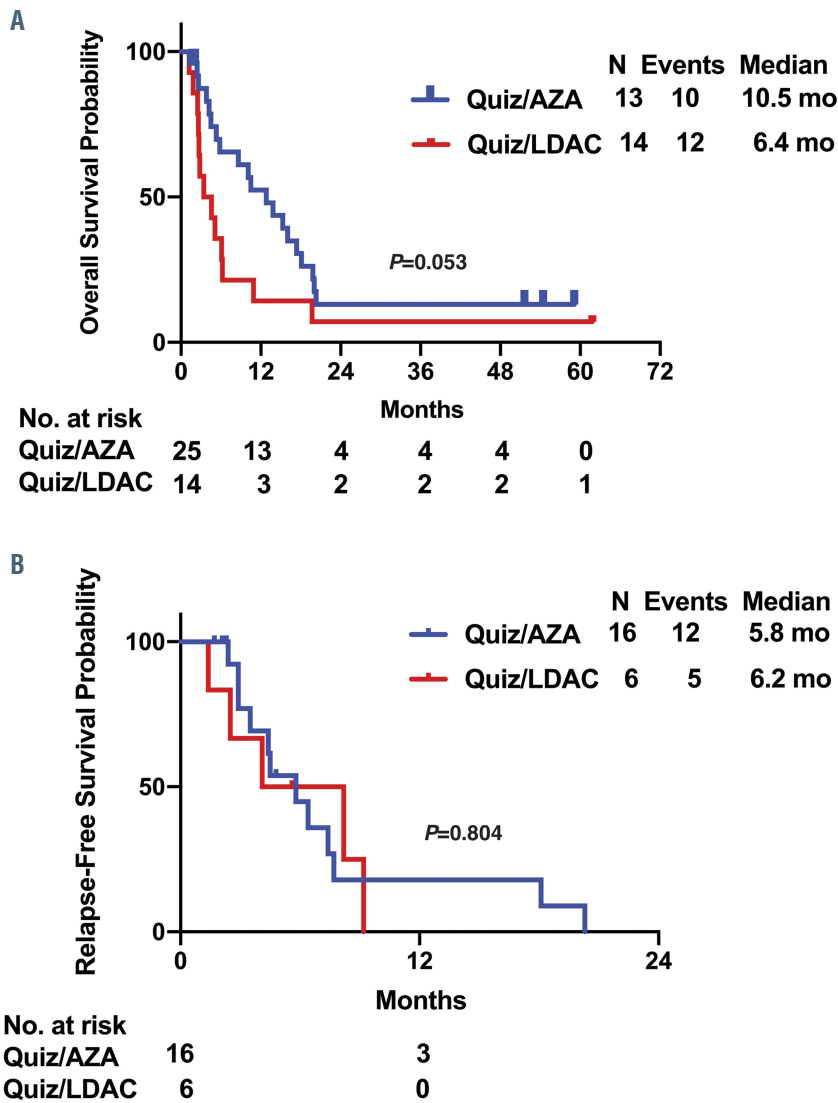 A
Overall Survival Probability
N Events Median
Quiz/AZA 13 10 10.5 mo
Quiz/LDAC 14 12 6.4 mo
100
50
0
P=0.053
0 12 24 36 48 60 72
Months
No. at risk
Quiz/AZA 25 13 4 4 4 0
Quiz/LDAC 14 3 2 2 2 1
B
Relapse-Free Survival Probability
N Events Median
Quiz/AZA 16 12 5.8 mo
Quiz/LDAC 6 5 6.2 mo
100
50
0
P=0.804
0 12 24
Months
No. at risk
Quiz/AZA 16 3
Quiz/LDAC 6 0